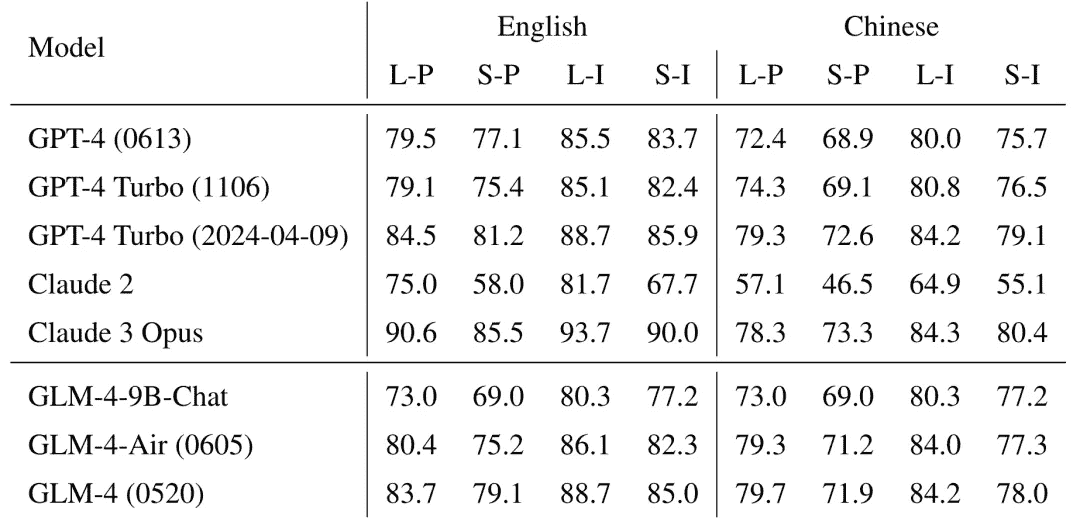 Model English Chinese
L-P S-P L-I S-I L-P S-P L-I S-I
GPT-4 (0613) 79.5 77.1 85.5 83.7 72.4 68.9 80.0 75.7
GPT-4 Turbo (1106) 79.1 75.4 85.1 82.4 74.3 69.1 80.8 76.5
GPT-4 Turbo (2024-04-09) 84.5 81.2 88.7 85.9 79.3 72.6 84.2 79.1
Claude 2 75.0 58.0 81.7 67.7 57.1 46.5 64.9 55.1
Claude 3 Opus 90.6 85.5 93.7 90.0 78.3 73.3 84.3 80.4
GLM-4-9B-Chat 73.0 69.0 80.3 77.2 73.0 69.0 80.3 77.2
GLM-4-Air (0605) 80.4 75.2 86.1 82.3 79.3 71.2 84.0 77.3
GLM-4 (0520) 83.7 79.1 88.7 85.0 79.7 71.9 84.2 78.0